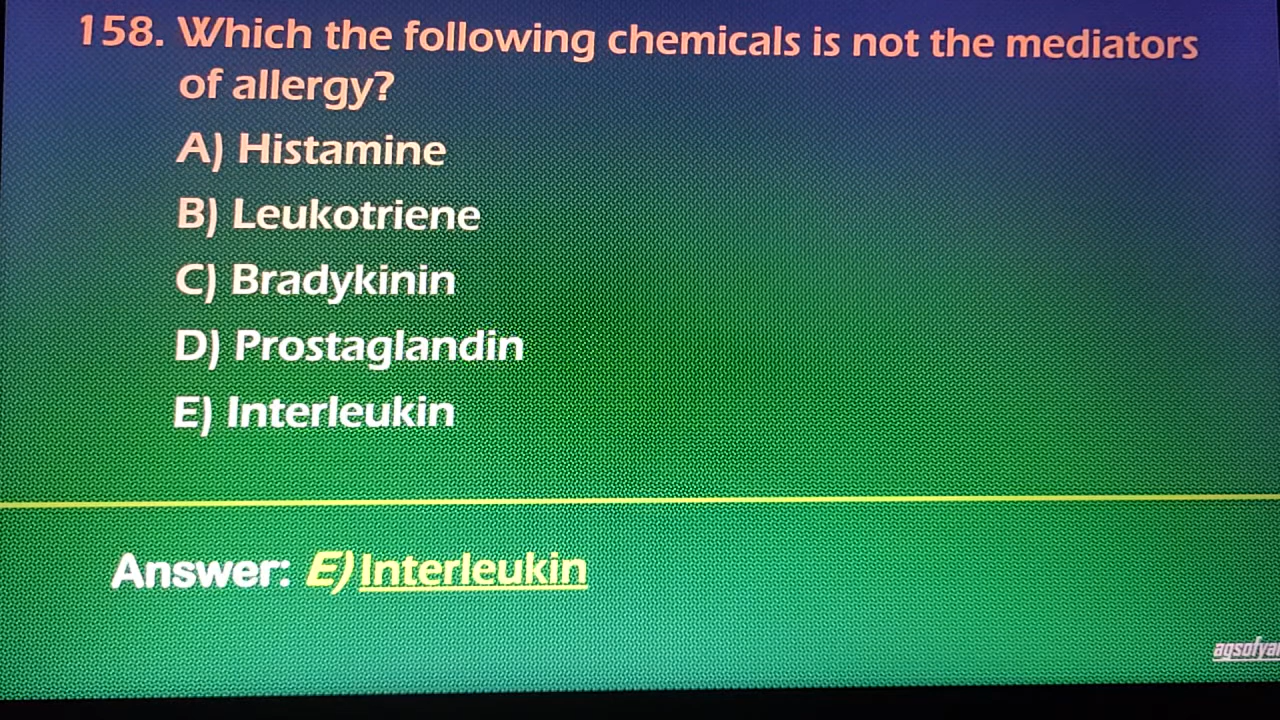 158. Which the following chemicals is not the mediators
of allergy?
A) Histamine
B) Leukotriene
C) Bradykinin
D) Prostaglandin
E) Interleukin
Answer: E) Interleukin